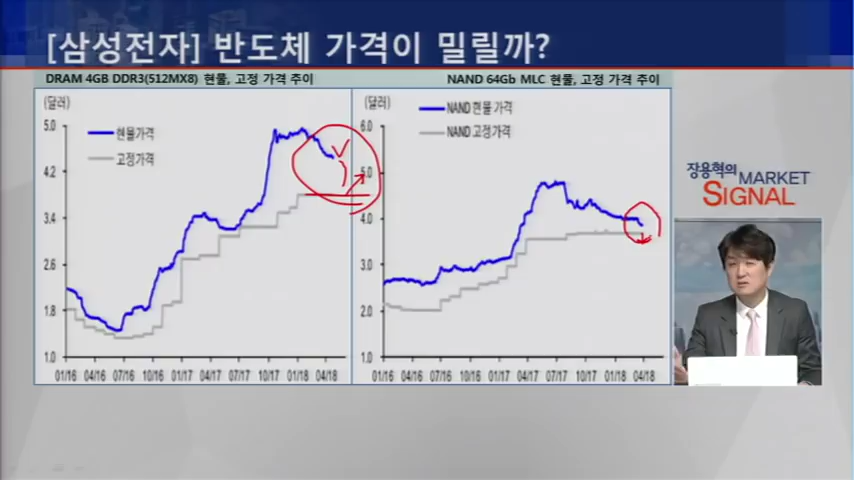 [삼성전자] 반도체 가격이 밀릴까?
DRAM 4GB DDR3(512MX8) 현물, 고정 가격 추이
NAND 64Gb MLC 현물, 고정 가격 추이
(달러)
5.0
4.2
3.4
2.6
1.8
1.0
현물가격
고정가격
01/16 04/16 07/16 10/16 01/17 04/17 07/17 10/17 01/18 04/18
(달러)
6.0
5.0
4.0
3.0
2.0
1.0
NAND 현물 가격
NAND 고정가격
01/16 04/16 07/16 10/16 01/17 04/17 07/17 10/17 01/18 04/18
장용혁의
MARKET
SIGNAL